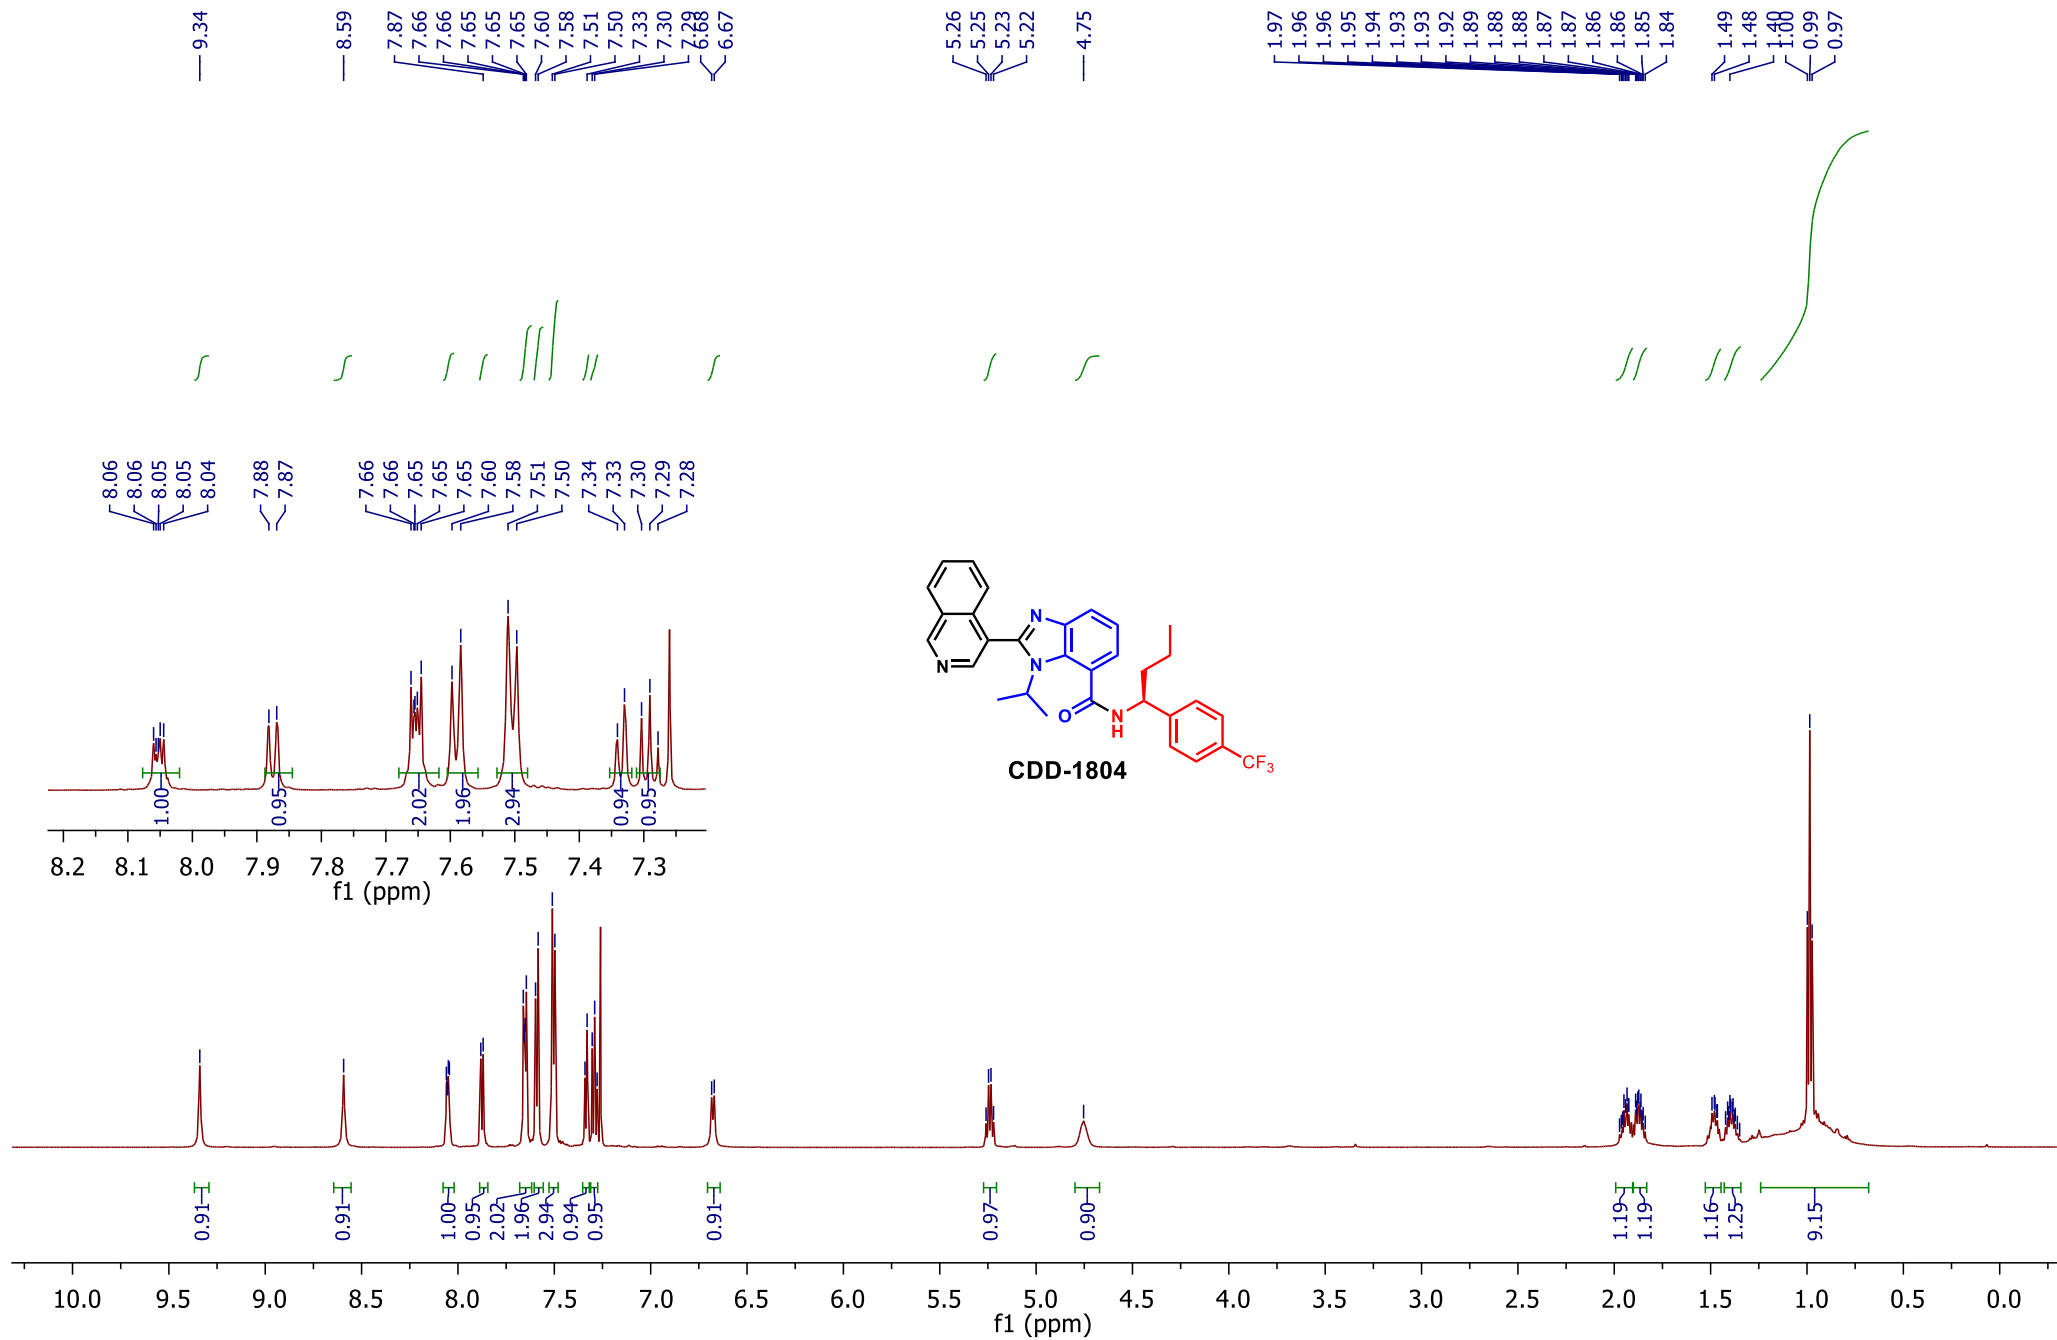 9.34 8.59 7.87 7.66 7.66 7.65 7.65 7.65 7.60 7.58 7.51 7.50 7.33 7.30 7.29 6.68 6.67 5.26 5.25 5.23 5.22 4.75 1.97 1.96 1.96 1.95 1.94 1.93 1.93 1.92 1.89 1.88 1.88 1.87 1.87 1.86 1.86 1.85 1.84 1.49 1.48 1.40 1.00 0.99 0.97
8.06 8.06 8.05 8.05 8.04 7.88 7.87 7.66 7.66 7.65 7.65 7.65 7.60 7.58 7.51 7.50 7.34 7.33 7.30 7.29 7.28
N
N
N
O
N
H
CF3
CDD-1804
1.00 0.95 2.02 1.96 2.94 0.94 0.95
8.2 8.1 8.0 7.9 7.8 7.7 7.6 7.5 7.4 7.3
f1 (ppm)
0.91 0.91 1.00 0.95 2.02 1.96 2.94 0.94 0.95 0.91 0.97 0.90 1.19 1.19 1.16 1.25 9.15
10.0 9.5 9.0 8.5 8.0 7.5 7.0 6.5 6.0 5.5 5.0 4.5 4.0 3.5 3.0 2.5 2.0 1.5 1.0 0.5 0.0
f1 (ppm)